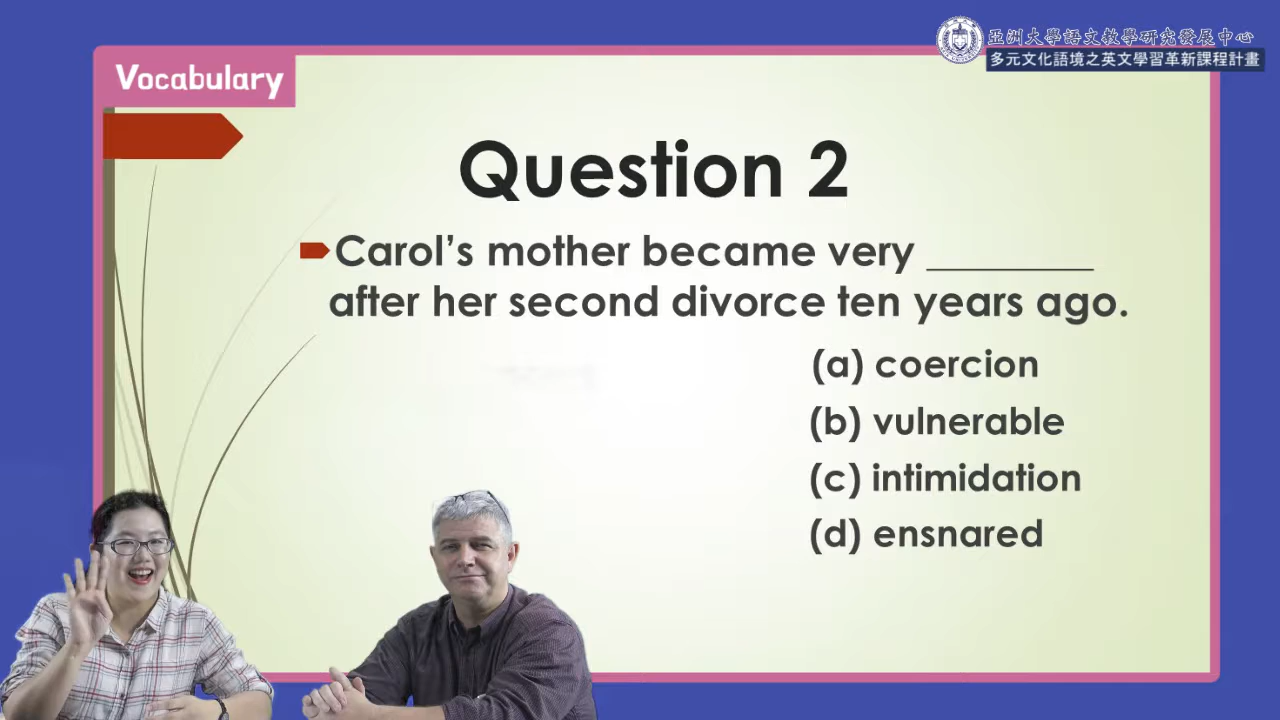 亞洲大學語文教學研究發展中心
多元文化語境之英文學習革新課程計畫
Vocabulary
Question 2
Carol’s mother became very ________
after her second divorce ten years ago.
(a) coercion
(b) vulnerable
(c) intimidation
(d) ensnared